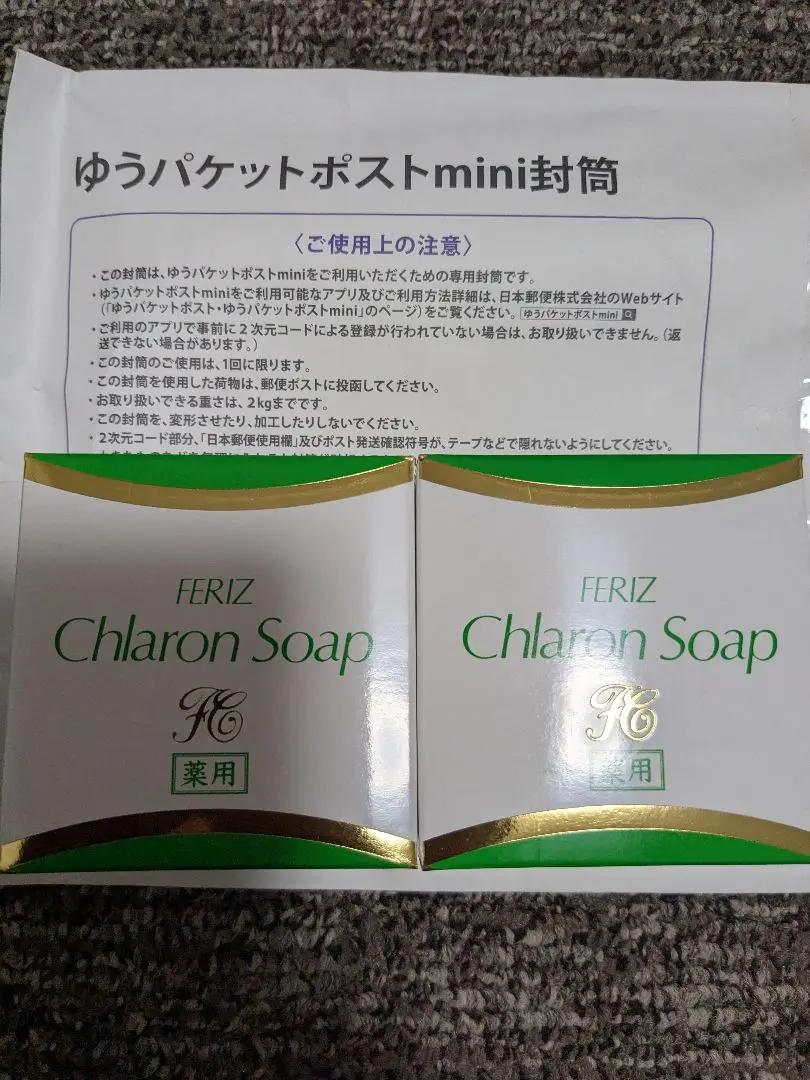 ゆうパケットポストmini封筒
〈ご使用上の注意〉
・この封筒は、ゆうパケットポストminiをご利用いただくための専用封筒です。
・ゆうパケットポストminiをご利用可能なアプリ及びご利用方法詳細は、日本郵便株式会社のWebサイト
(「ゆうパケットポスト・ゆうパケットポストmini」のページ)をご覧ください。 ゆうパケットポストmini
・ご利用のアプリで事前に2次元コードによる登録が行われていない場合は、お取り扱いできません。(返
送できない場合があります。)
・この封筒のご使用は、1回に限ります。
・この封筒を使用した荷物は、郵便ポストに投函してください。
・お取り扱いできる重さは、2kgまでです。
・この封筒を、変形させたり、加工したりしないでください。
・2次元コード部分、「日本郵便使用欄」及びポスト発送確認符号が、テープなどで隠れないようにしてください。
FERIZ
Chlaron Soap
FC
薬用
FERIZ
Chlaron Soap
FC
薬用